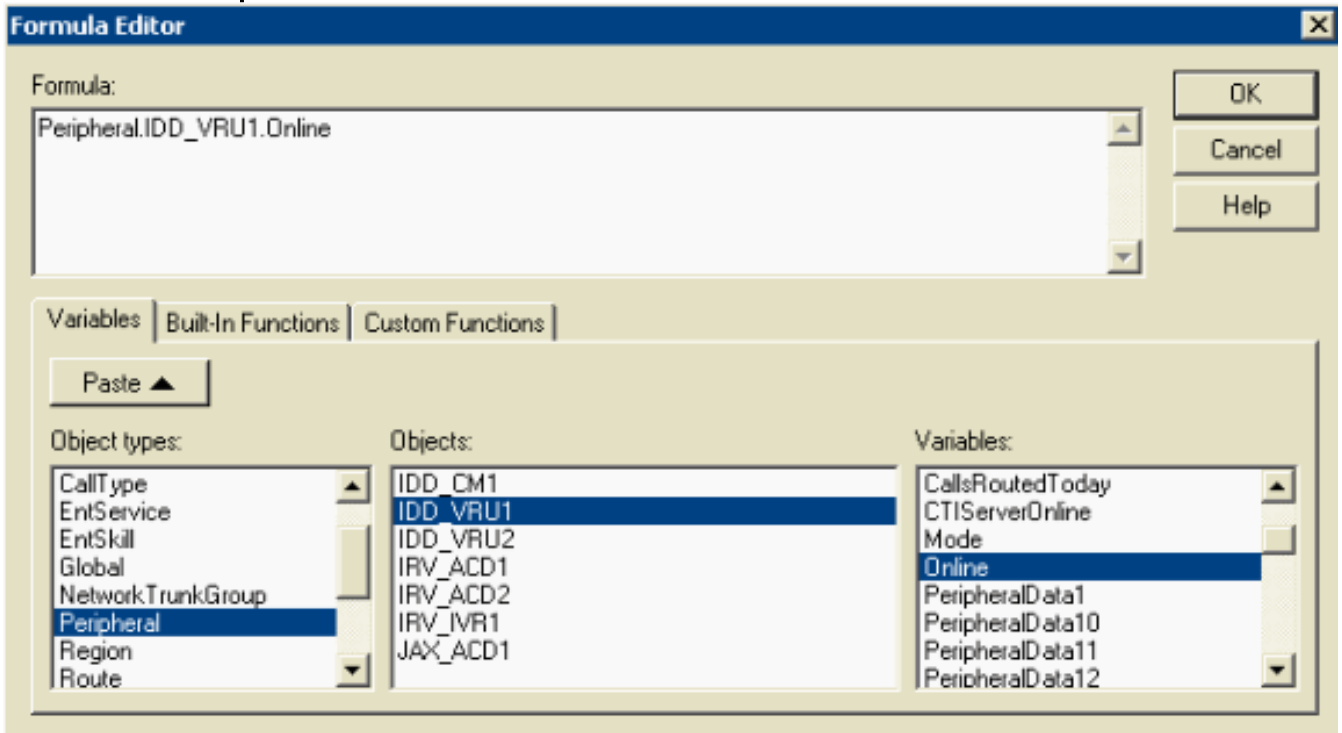 Formula Editor
Formula:
Peripheral.IDD_VRU1.Online
OK
Cancel
Help
Variables
Built-In Functions
Custom Functions
Paste
Object types:
CallType
EntService
EntSkill
Global
NetworkTrunkGroup
Peripheral
Region
Route
Objects:
IDD_CM1
IDD_VRU1
IDD_VRU2
IRV_ACD1
IRV_ACD2
IRV_IVR1
JAX_ACD1
Variables:
CallsRoutedToday
CTIServerOnline
Mode
Online
PeripheralData1
PeripheralData10
PeripheralData11
PeripheralData12